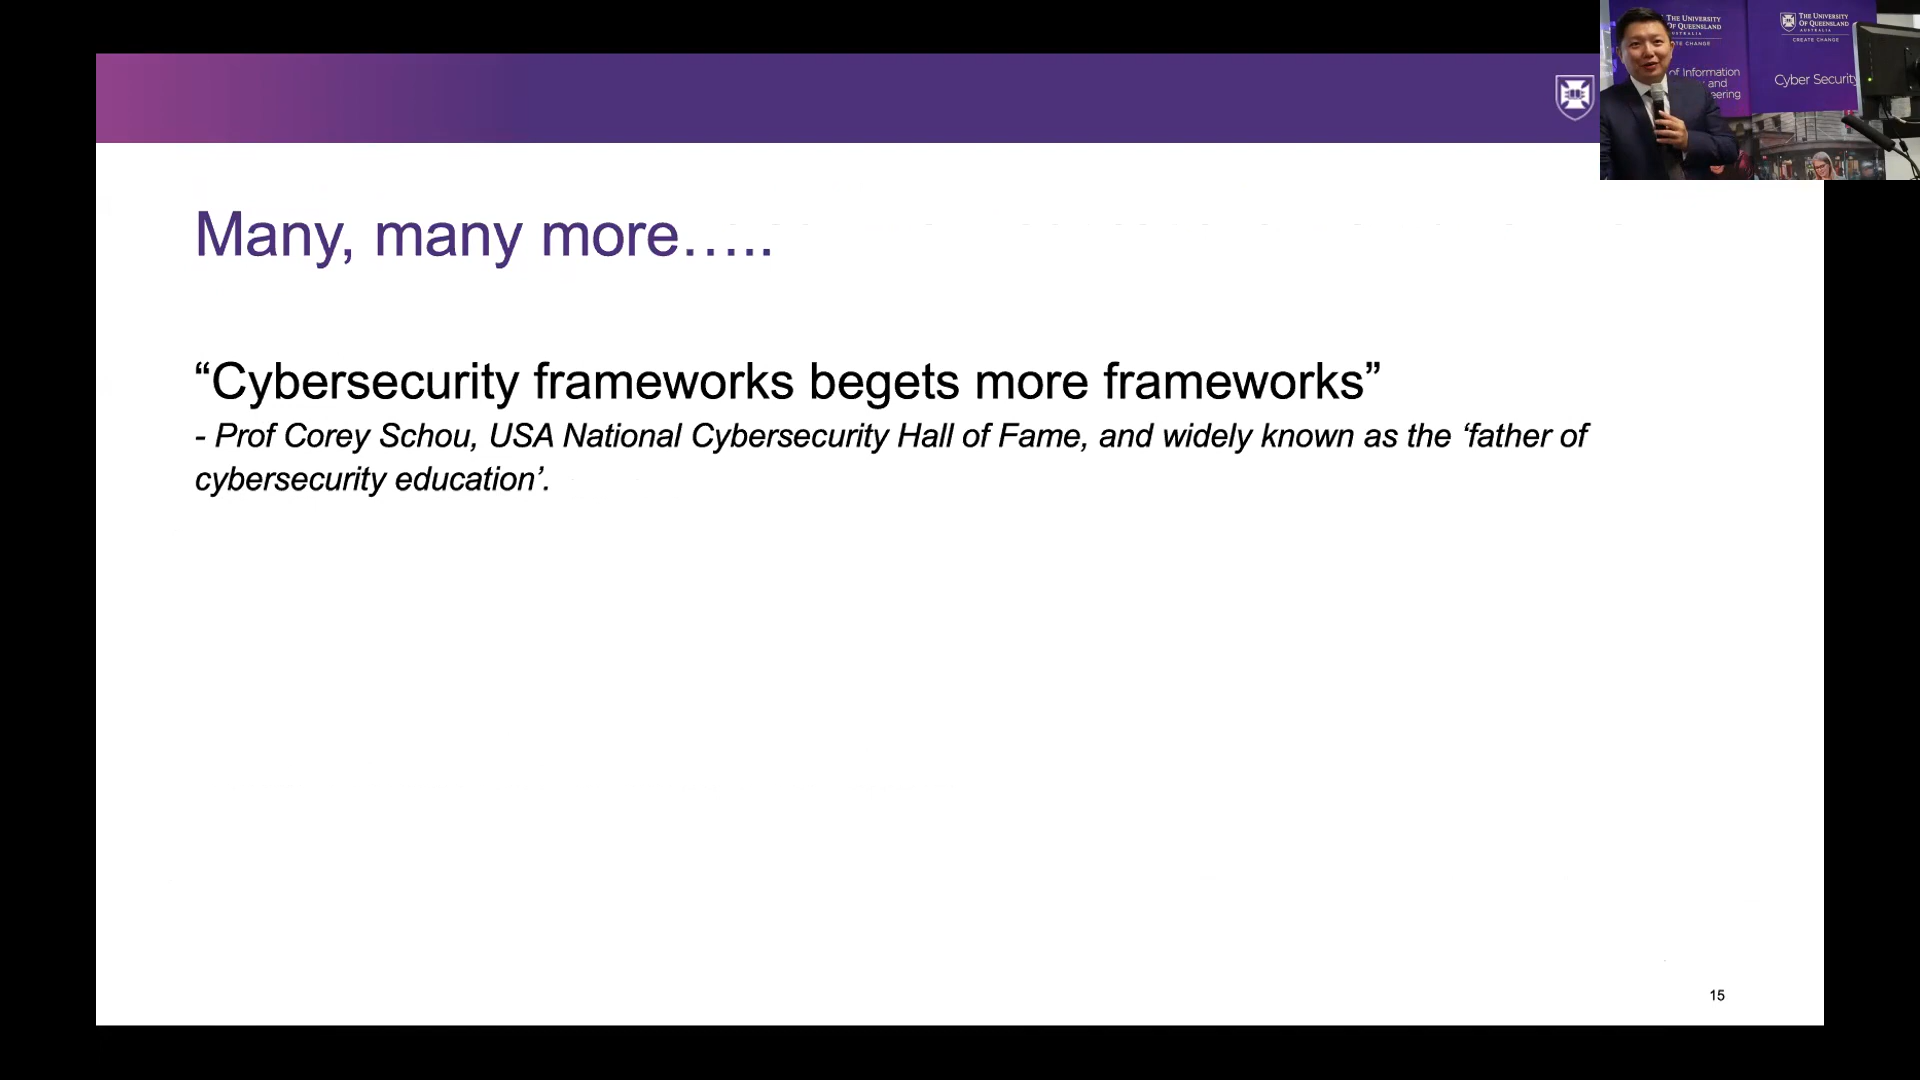 Many, many more…..
“Cybersecurity frameworks begets more frameworks”
- Prof Corey Schou, USA National Cybersecurity Hall of Fame, and widely known as the ‘father of
cybersecurity education’.
15
THE UNIVERSITY
OF QUEENSLAND
AUSTRALIA
CHANGE
of Information
and
THE UNIVERSITY
OF QUEENSLAND
AUSTRALIA
CREATE CHANGE
Cyber Security